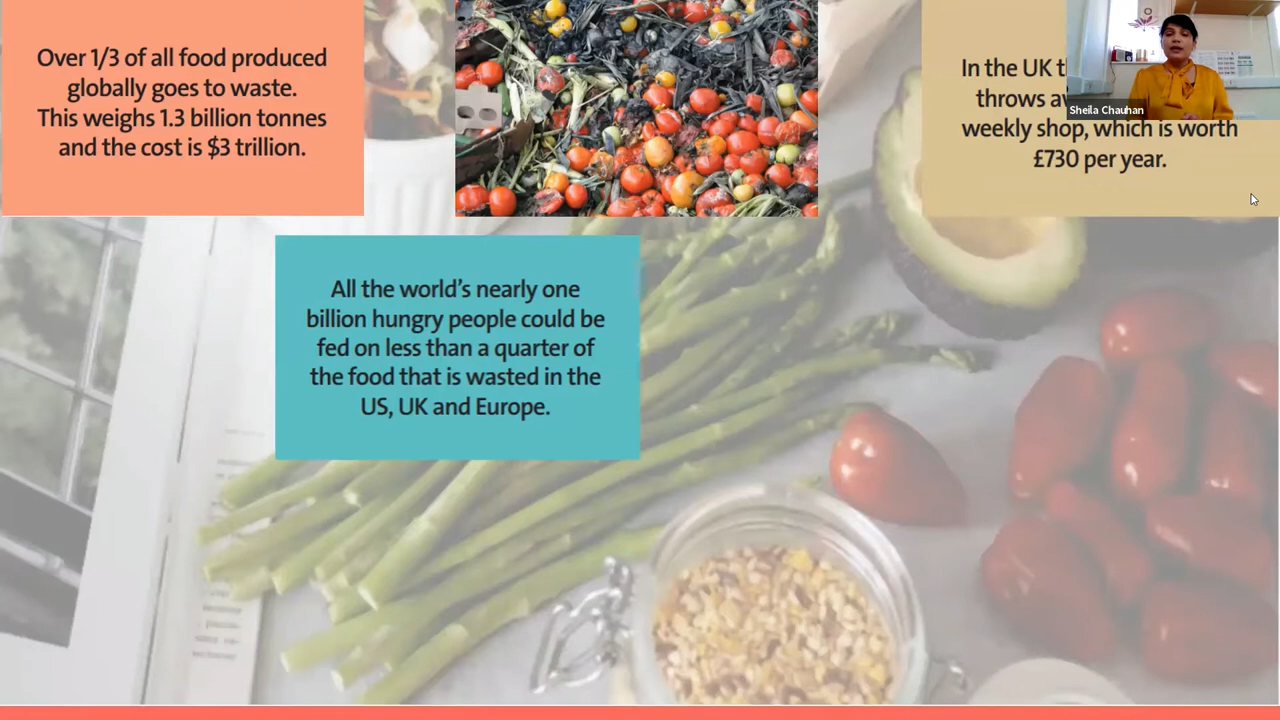 Over 1/3 of all food produced
globally goes to waste.
This weighs 1.3 billion tonnes
and the cost is $3 trillion.
In the UK
throws
weekly shop, which is worth
£730 per year.
Sheila Chauhan
All the world's nearly one
billion hungry people could be
fed on less than a quarter of
the food that is wasted in the
US, UK and Europe.